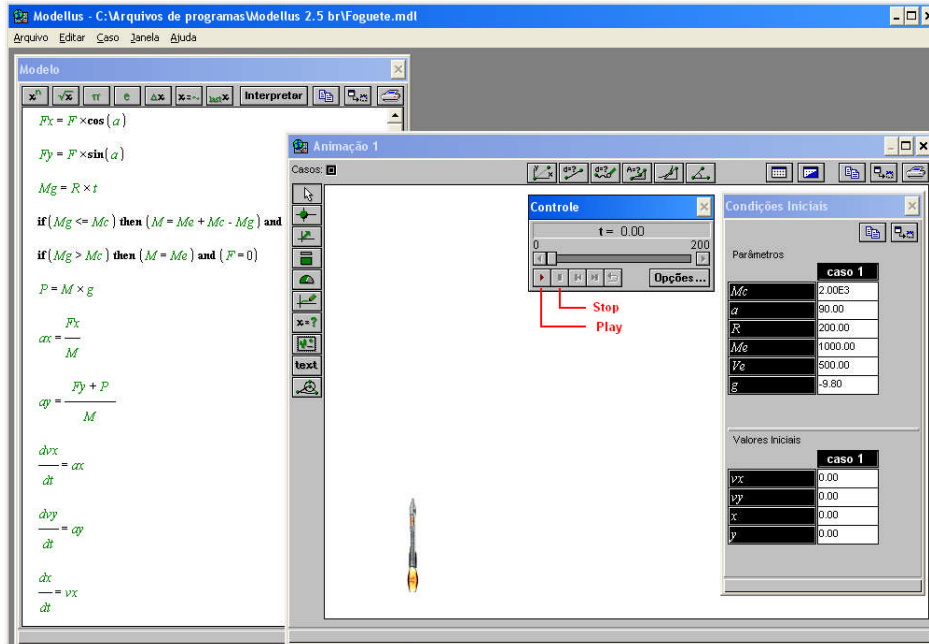 Modellus - C:\Arquivos de programas\Modellus 2.5 br\Foguete.mdl
Arquivo Editar Caso Janela Ajuda
Modelo
xⁿ √x π e Δx xᵢ=~ lastx Interpretar
Fx = F ×cos(a)
Fy = F ×sin(a)
Mg = R × t
if(Mg <= Mc) then (M = Me + Mc - Mg) and
if(Mg > Mc) then (M = Me) and (F = 0)
P = M × g
ax = Fx / M
ay = Fy + P / M
dvx / dt = ax
dvy / dt = ay
dx / dt = vx
Animação 1
Casos:
x=?
text
Controle
t = 0.00
0 200
Opções...
Stop
Play
Condições Iniciais
Parâmetros
caso 1
Mc 2.00E3
a 90.00
R 200.00
Me 1000.00
Ve 500.00
g -9.80
Valores Iniciais
caso 1
vx 0.00
vy 0.00
x 0.00
y 0.00